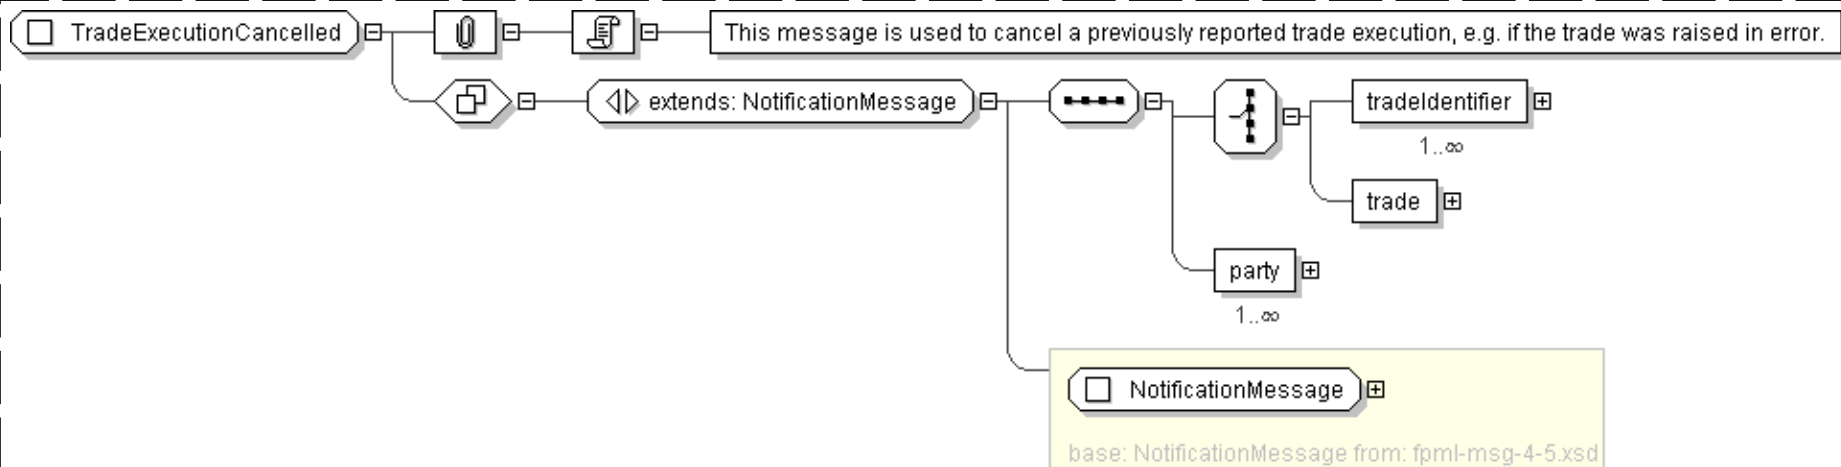 TradeExecutionCancelled
This message is used to cancel a previously reported trade execution, e.g. if the trade was raised in error.
extends: NotificationMessage
tradeIdentifier
1..∞
trade
party
1..∞
NotificationMessage
base: NotificationMessage from: fpml-msg-4-5.xsd